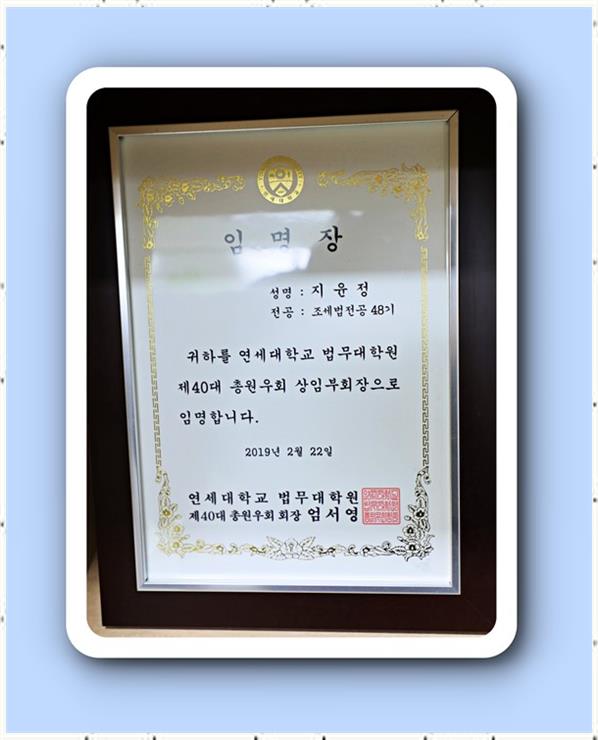 임 명 장
성명 : 지 윤 정
전공 : 조세법전공 48기
귀하를 연세대학교 법무대학원
제40대 총원우회 상임부회장으로
임명합니다.
2019년 2월 22일
연세대학교 법무대학원
제40대 총원우회 회장 엄서영